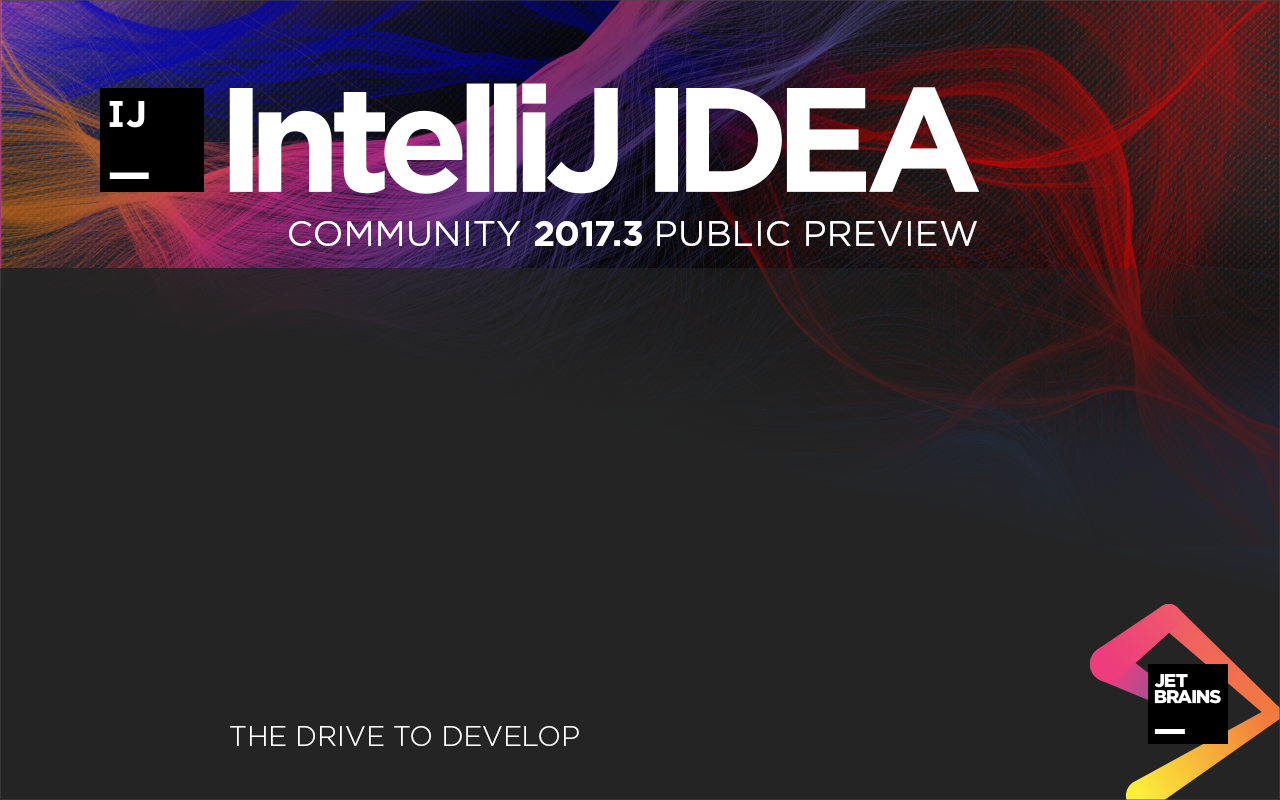 IJ
IntelliJ IDEA
COMMUNITY 2017.3 PUBLIC PREVIEW
JET
BRAINS
THE DRIVE TO DEVELOP